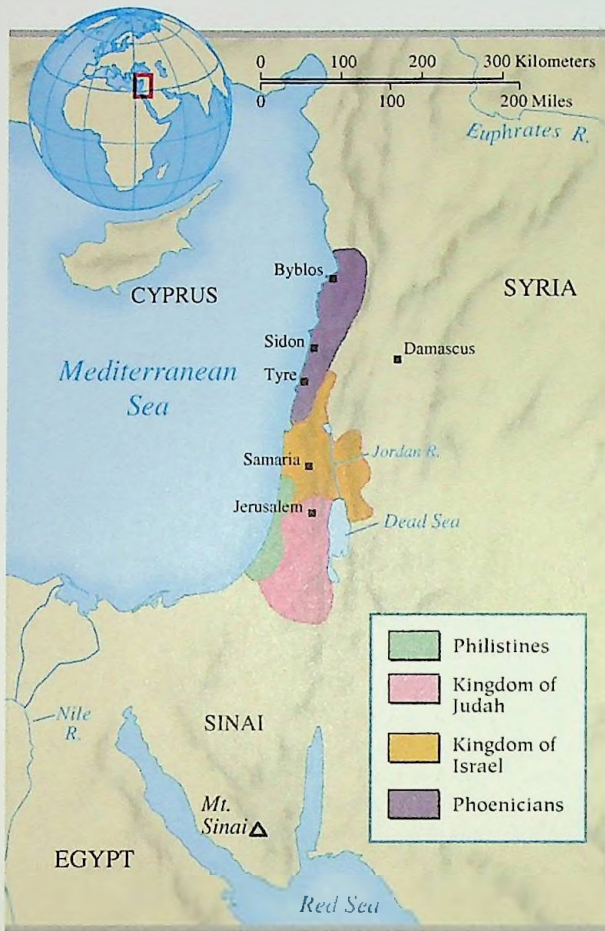 0 100 200 300 Kilometers
0 100 200 Miles
Euphrates R.
CYPRUS
Byblos
SYRIA
Sidon
Damascus
Tyre
Mediterranean
Sea
Samaria
Jordan R.
Jerusalem
Dead Sea
Philistines
Kingdom of
Judah
Kingdom of
Israel
Phoenicians
Nile
R.
SINAI
Mt.
Sinai
EGYPT
Red Sea